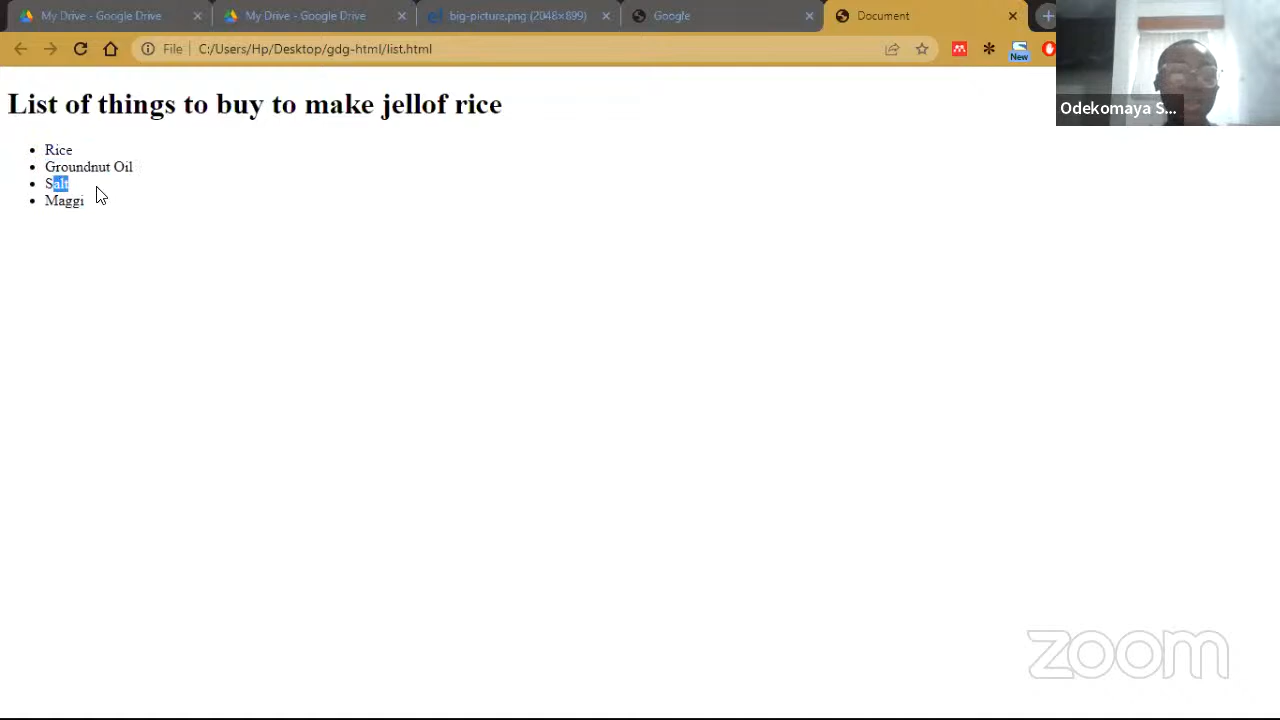 My Drive - Google Drive
My Drive - Google Drive
big-picture.png (2048×899)
Google
Document
File
C:/Users/Hp/Desktop/gdg-html/list.html
New
Odekomaya S...
List of things to buy to make jellof rice
Rice
Groundnut Oil
Salt
Maggi
zoom